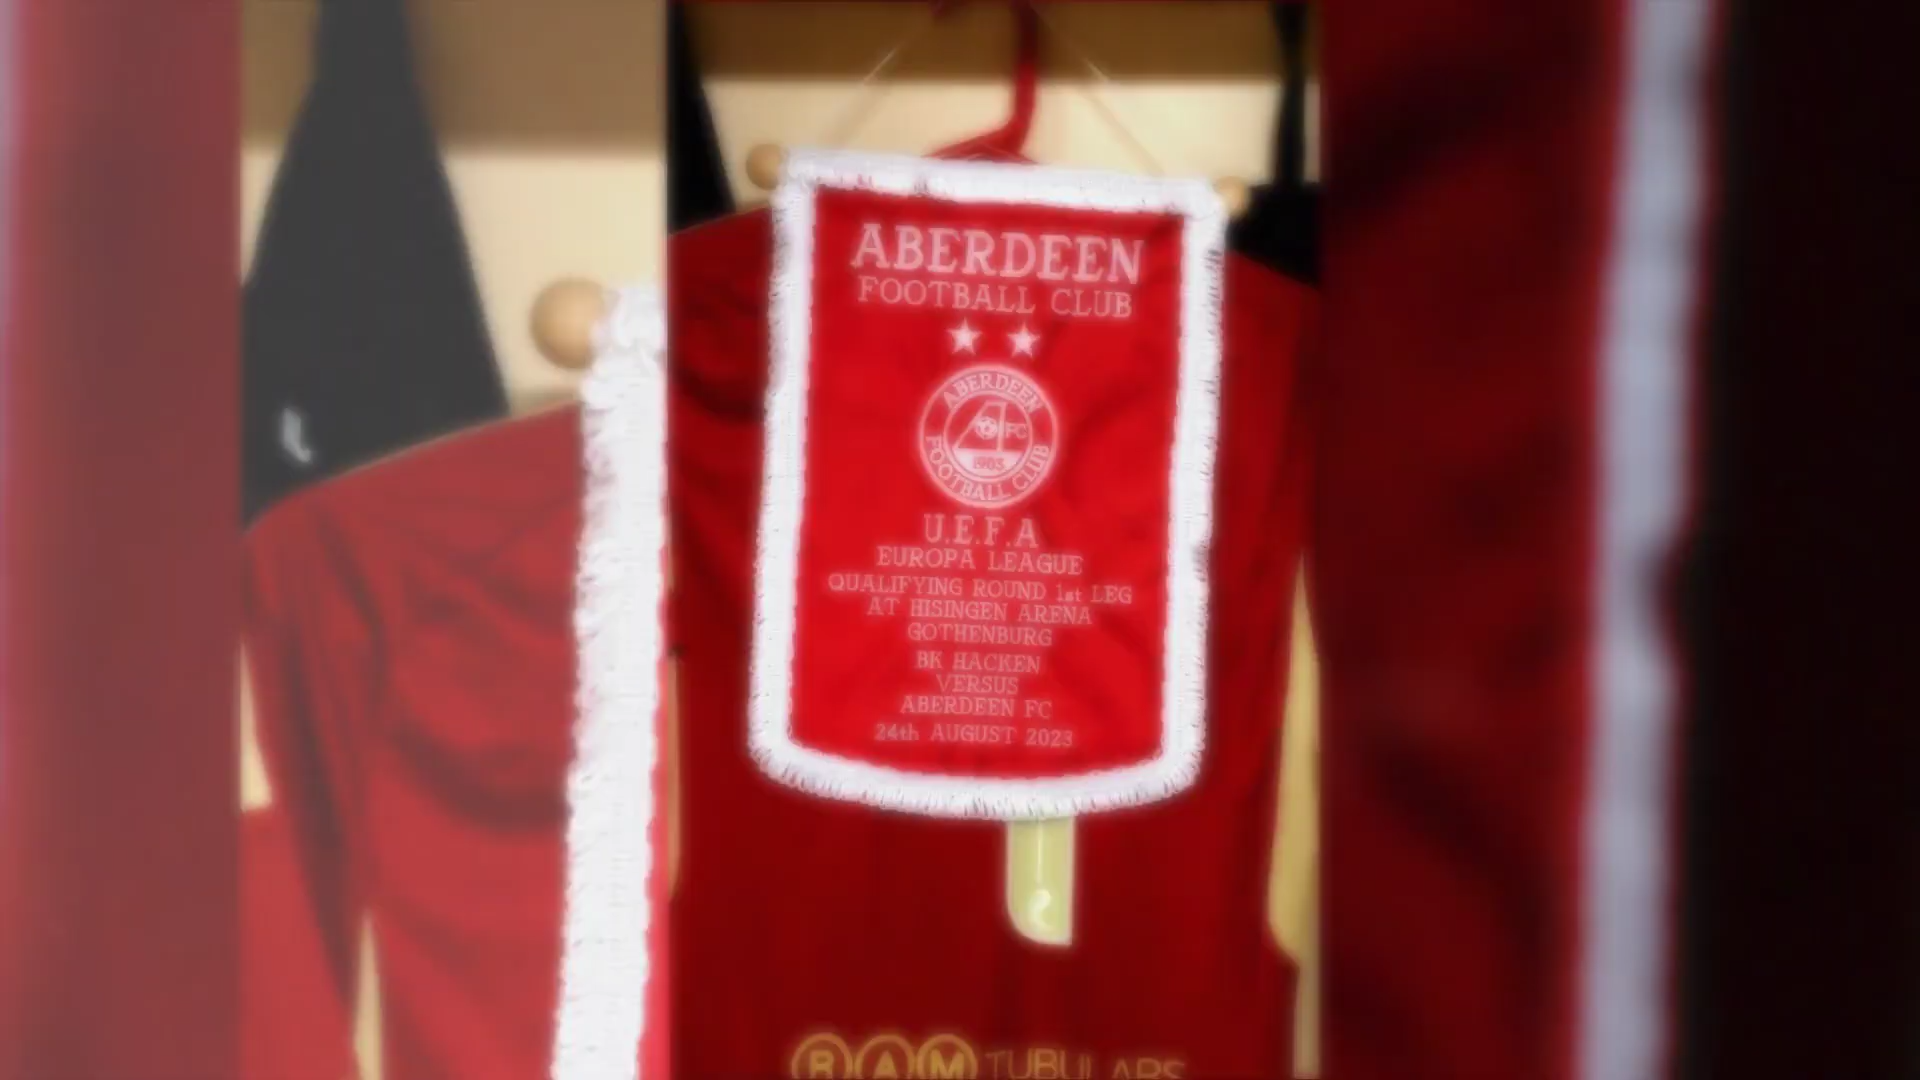 ABERDEEN
FOOTBALL CLUB
ABERDEEN
A FC
1903
FOOTBALL CLUB
U.E.F.A
EUROPA LEAGUE
QUALIFYING ROUND 1st LEG
AT HISINGEN ARENA
GOTHENBURG
BK HACKEN
VERSUS
ABERDEEN FC
24th AUGUST 2023
RAM TUBULARS